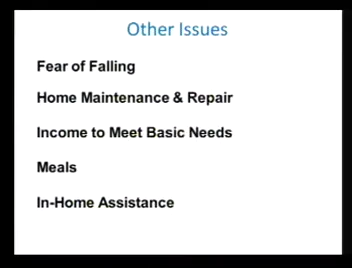 Other Issues
Fear of Falling
Home Maintenance & Repair
Income to Meet Basic Needs
Meals
In-Home Assistance